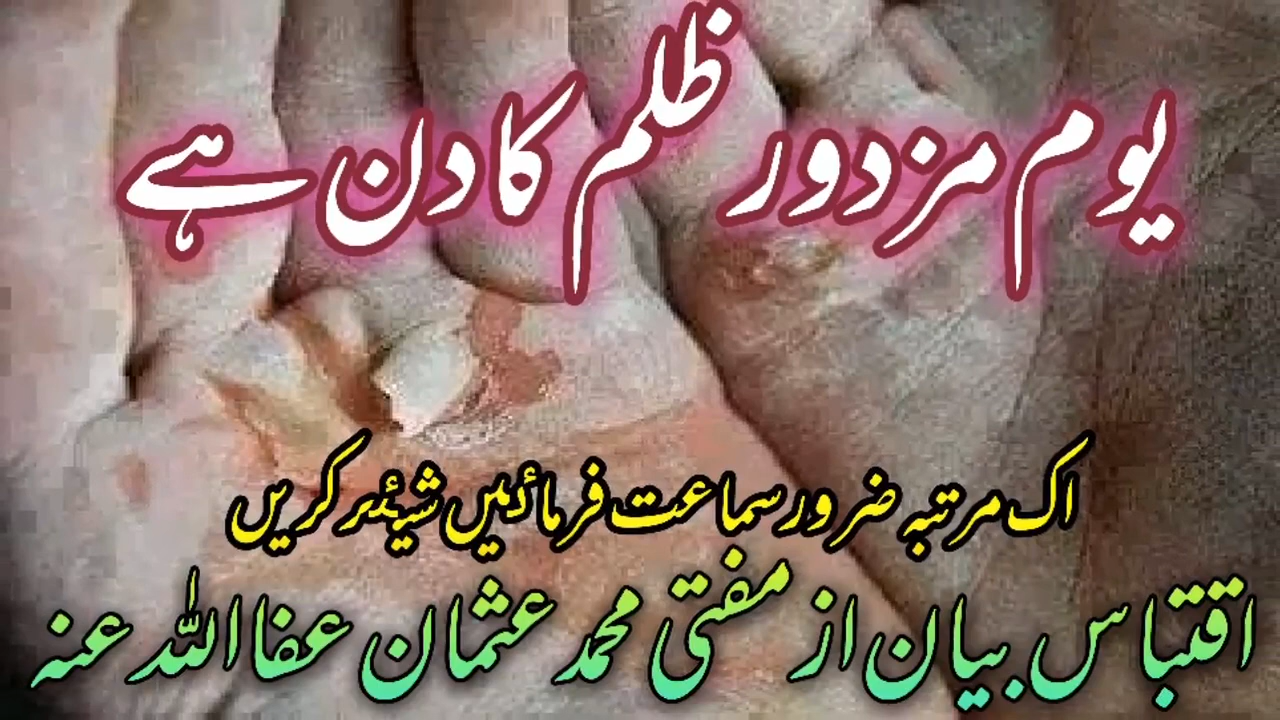 یوم مزدور ظلم کا دن ہے
اک مرتبہ ضرور سماعت فرمائیں شیئر کریں
اقتباس بیان از مفتی محمد عثمان عفا اللہ عنہ